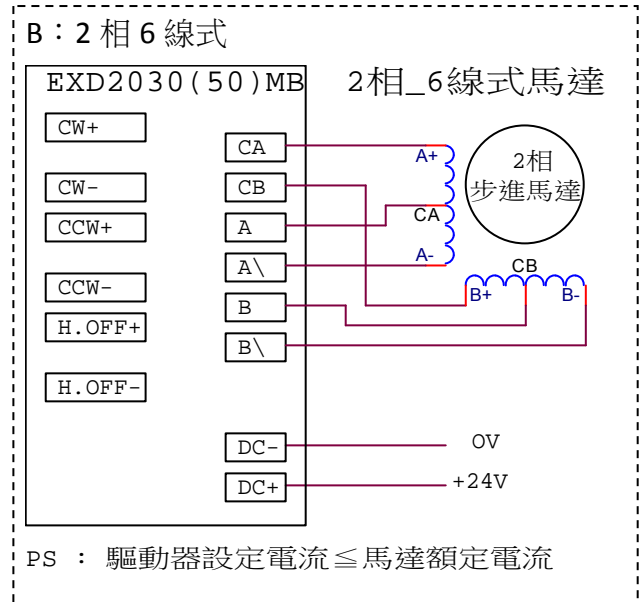 B：2 相 6 線式
EXD2030(50)MB
2相_6線式馬達
CW+
CW-
CCW+
CCW-
H.OFF+
H.OFF-
CA
CB
A
A\
B
B\
DC-
DC+
A+
CA
A-
2相
步進馬達
CB
B+
B-
0V
+24V
PS : 驅動器設定電流≦馬達額定電流